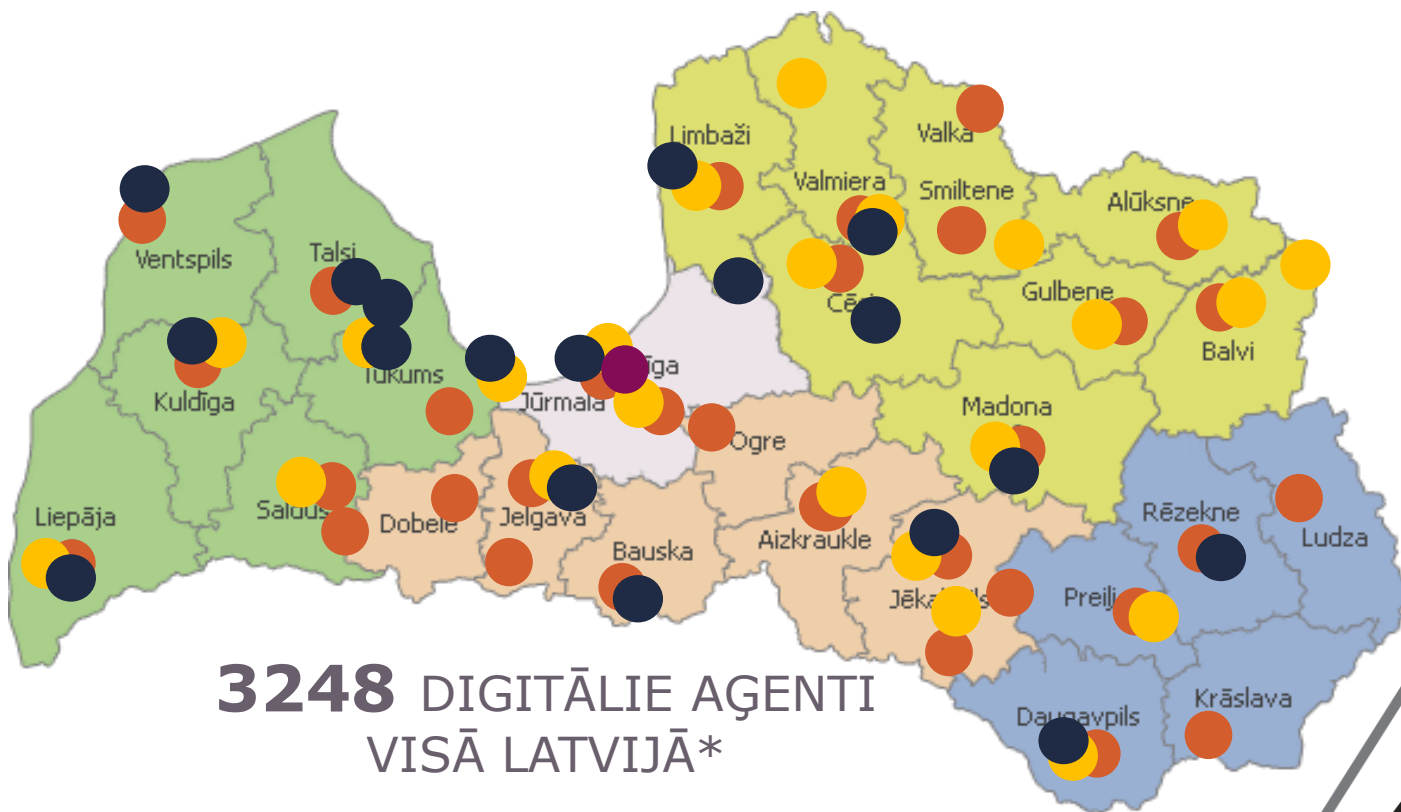 Limbaži
Valka
Valmiera
Smiltene
Alūksne
Ventspils
Talsi
Gulbene
Balvi
Tukums
Kuldīga
Jūrmala
Madona
Ogre
Liepāja
Saldus
Dobele
Jelgava
Bauska
Aizkraukle
Rēzekne
Ludza
Preiļi
Krāslava
Daugavpils
3248 DIGITĀLIE AĢENTI
VISĀ LATVIJĀ*